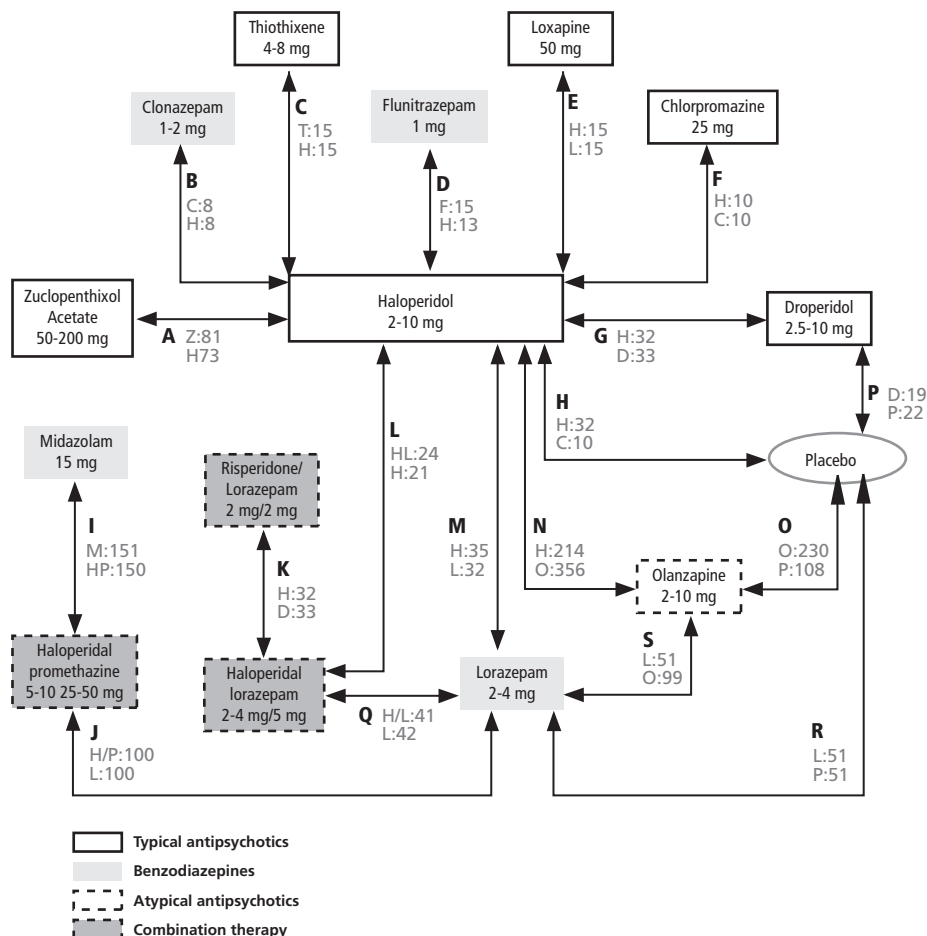 Thiothixene
4-8 mg
Loxapine
50 mg
Clonazepam
1-2 mg
C
T:15
H:15
Flunitrazepam
1 mg
E
H:15
L:15
Chlorpromazine
25 mg
B
C:8
H:8
D
F:15
H:13
F
H:10
C:10
Zuclopenthixol
Acetate
50-200 mg
A
Z:81
H73
Haloperidol
2-10 mg
G
H:32
D:33
Droperidol
2.5-10 mg
P
D:19
P:22
H
H:32
C:10
Placebo
L
HL:24
H:21
Midazolam
15 mg
Risperidone/
Lorazepam
2 mg/2 mg
I
M:151
HP:150
K
H:32
D:33
M
H:35
L:32
N
H:214
O:356
O
O:230
P:108
Olanzapine
2-10 mg
S
L:51
O:99
Haloperidal
promethazine
5-10 25-50 mg
Haloperidal
lorazepam
2-4 mg/5 mg
Q
H/L:41
L:42
Lorazepam
2-4 mg
J
H/P:100
L:100
R
L:51
P:51
Typical antipsychotics
Benzodiazepines
Atypical antipsychotics
Combination therapy